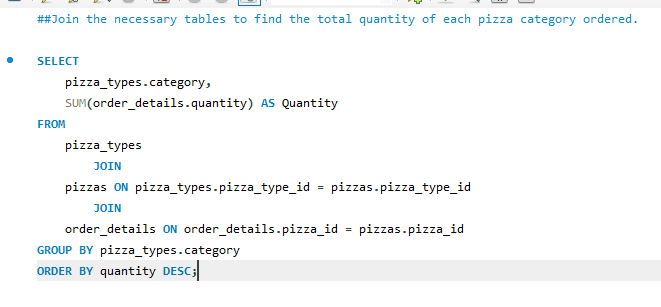 ##Join the necessary tables to find the total quantity of each pizza category ordered.
SELECT
pizza_types.category,
SUM(order_details.quantity) AS Quantity
FROM
pizza_types
JOIN
pizzas ON pizza_types.pizza_type_id = pizzas.pizza_type_id
JOIN
order_details ON order_details.pizza_id = pizzas.pizza_id
GROUP BY pizza_types.category
ORDER BY quantity DESC;